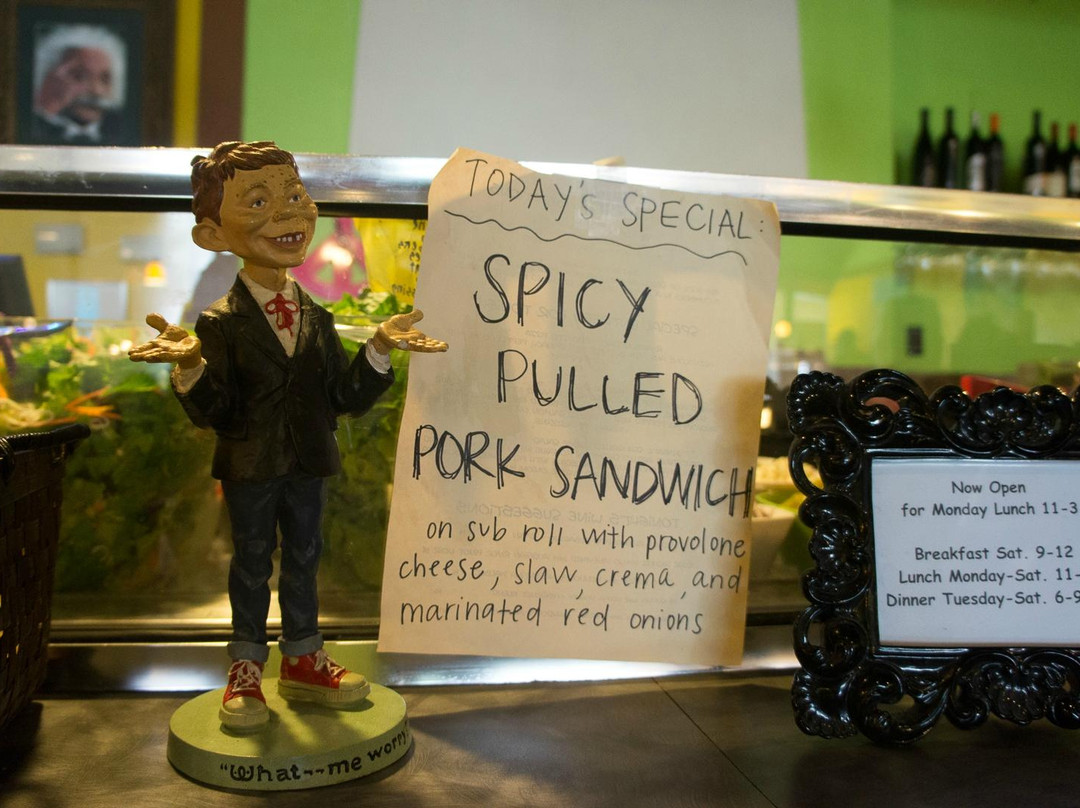 TODAY'S SPECIAL:
SPICY
PULLED
PORK SANDWICH
on sub roll with provolone
cheese, slaw, crema, and
marinated red onions
Now Open
for Monday Lunch 11-3
Breakfast Sat. 9-12
Lunch Monday-Sat. 11-
Dinner Tuesday-Sat. 6-9
"What--me worry